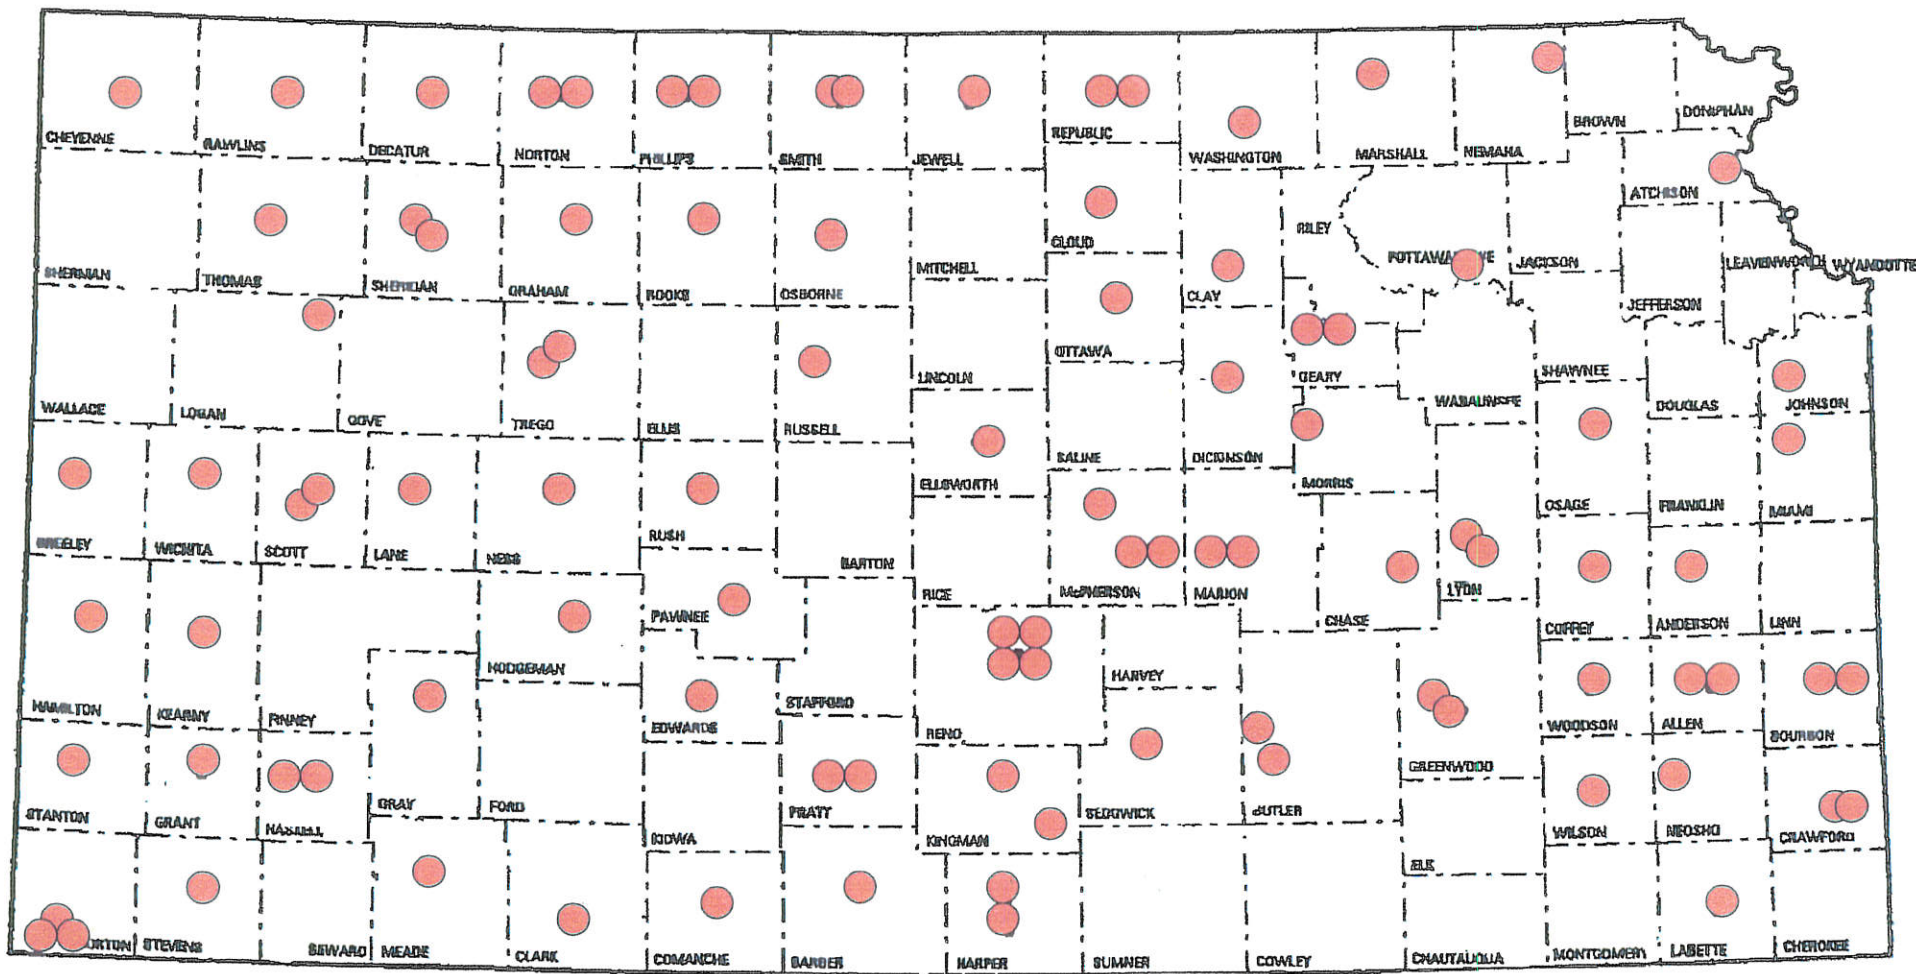 CHEYENNE
RAWLINS
DECATUR
NORTON
PHILLIPS
SMITH
JEWELL
REPUBLIC
WASHINGTON
MARSHALL
NEMAHA
BROWN
DONIPHAN
SHERMAN
THOMAS
SHERIDAN
GRAHAM
ROOKS
OSBORNE
MITCHELL
CLOUD
CLAY
RILEY
JACKSON
ATCHISON
JEFFERSON
LEAVENWORTH
WYANDOTTE
WALLACE
LOGAN
GOVE
TREGO
ELLIS
RUSSELL
LINCOLN
OTTAWA
DICKINSON
GEARY
WABAUNSEE
SHAWNEE
DOUGLAS
JOHNSON
GREELEY
WICHITA
SCOTT
LANE
NESS
RUSH
BARTON
ELLSWORTH
SALINE
MORRIS
OSAGE
FRANKLIN
MIAMI
HAMILTON
KEARNY
FINNEY
HODGEMAN
PAWNEE
STAFFORD
RICE
McPHERSON
MARION
CHASE
LYON
COFFEY
ANDERSON
LINN
STANTON
GRANT
HASKELL
GRAY
FORD
EDWARDS
PRATT
RENO
HARVEY
SEDGWICK
BUTLER
GREENWOOD
WOODSON
ALLEN
BOURBON
ORTON
STEVENS
SEWARD
MEADE
CLARK
KIOWA
COMANCHE
BARBER
KINGMAN
HARPER
SUMNER
COWLEY
ELK
CHAUTAUQUA
WILSON
NEOSHO
CRAWFORD
MONTGOMERY
LABETTE
CHEROKEE